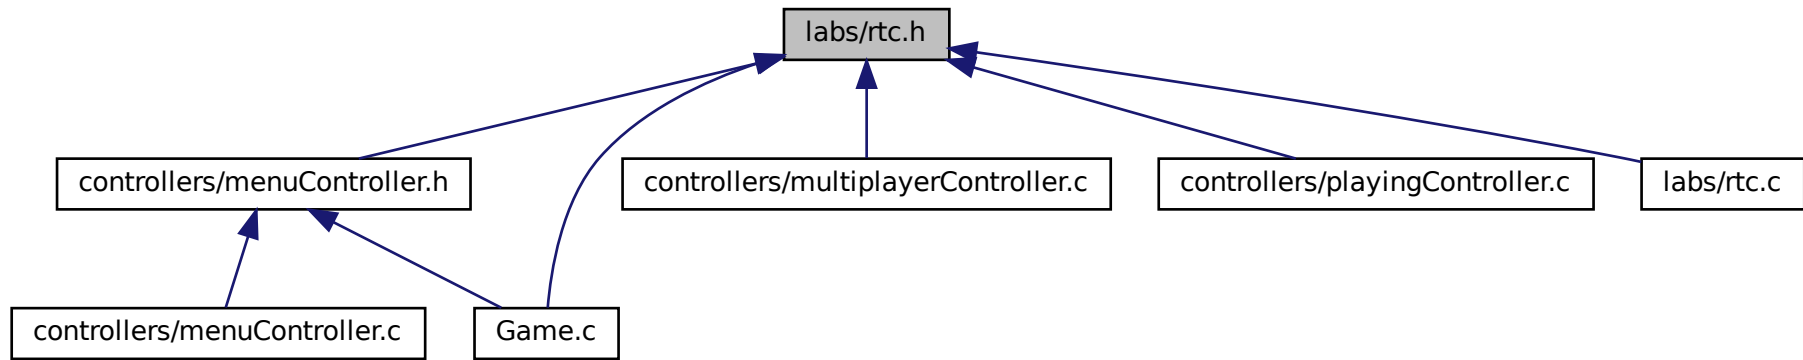 labs/rtc.h
controllers/menuController.h
controllers/multiplayerController.c
controllers/playingController.c
labs/rtc.c
controllers/menuController.c
Game.c